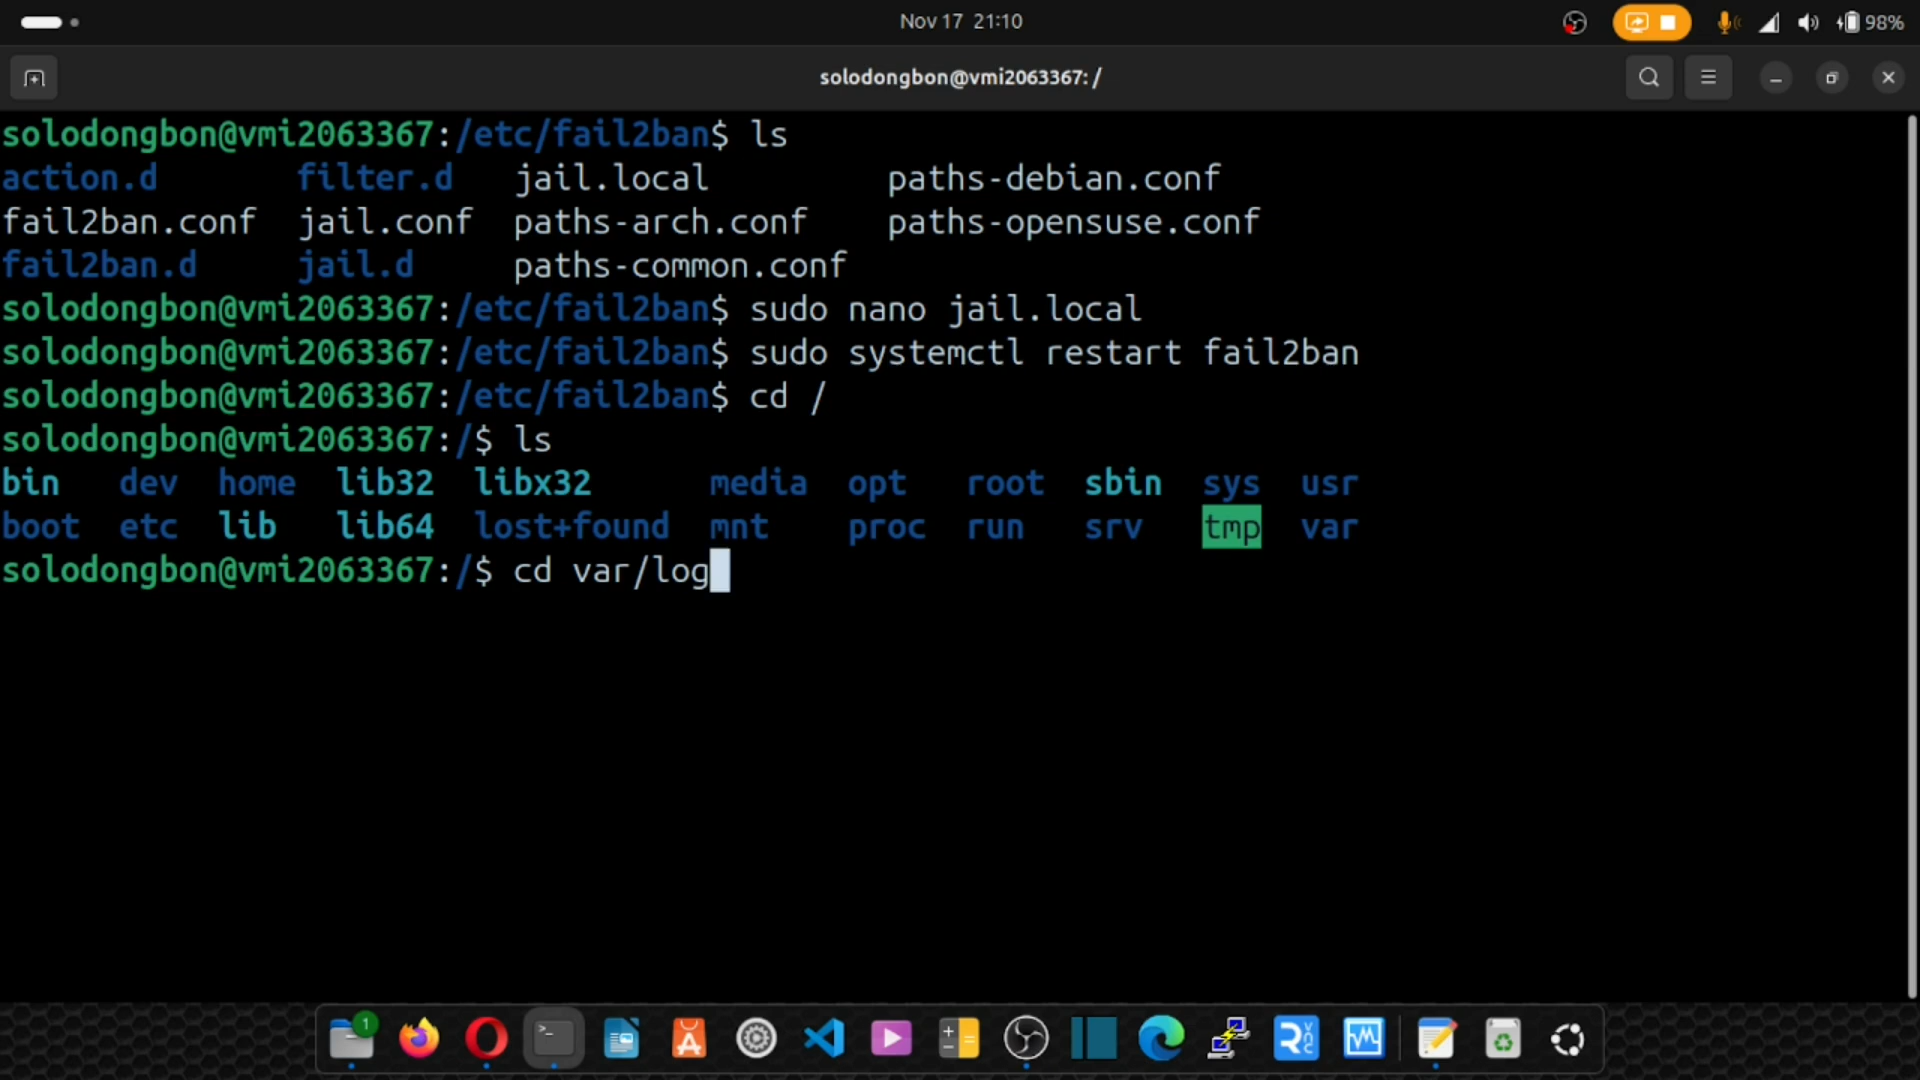 Nov 17 21:10
98%
solodongbon@vmi2063367: /
solodongbon@vmi2063367:/etc/fail2ban$ ls
action.d filter.d jail.local paths-debian.conf
fail2ban.conf jail.conf paths-arch.conf paths-opensuse.conf
fail2ban.d jail.d paths-common.conf
solodongbon@vmi2063367:/etc/fail2ban$ sudo nano jail.local
solodongbon@vmi2063367:/etc/fail2ban$ sudo systemctl restart fail2ban
solodongbon@vmi2063367:/etc/fail2ban$ cd /
solodongbon@vmi2063367:/$ ls
bin dev home lib32 libx32 media opt root sbin sys usr
boot etc lib lib64 lost+found mnt proc run srv tmp var
solodongbon@vmi2063367:/$ cd var/log
1